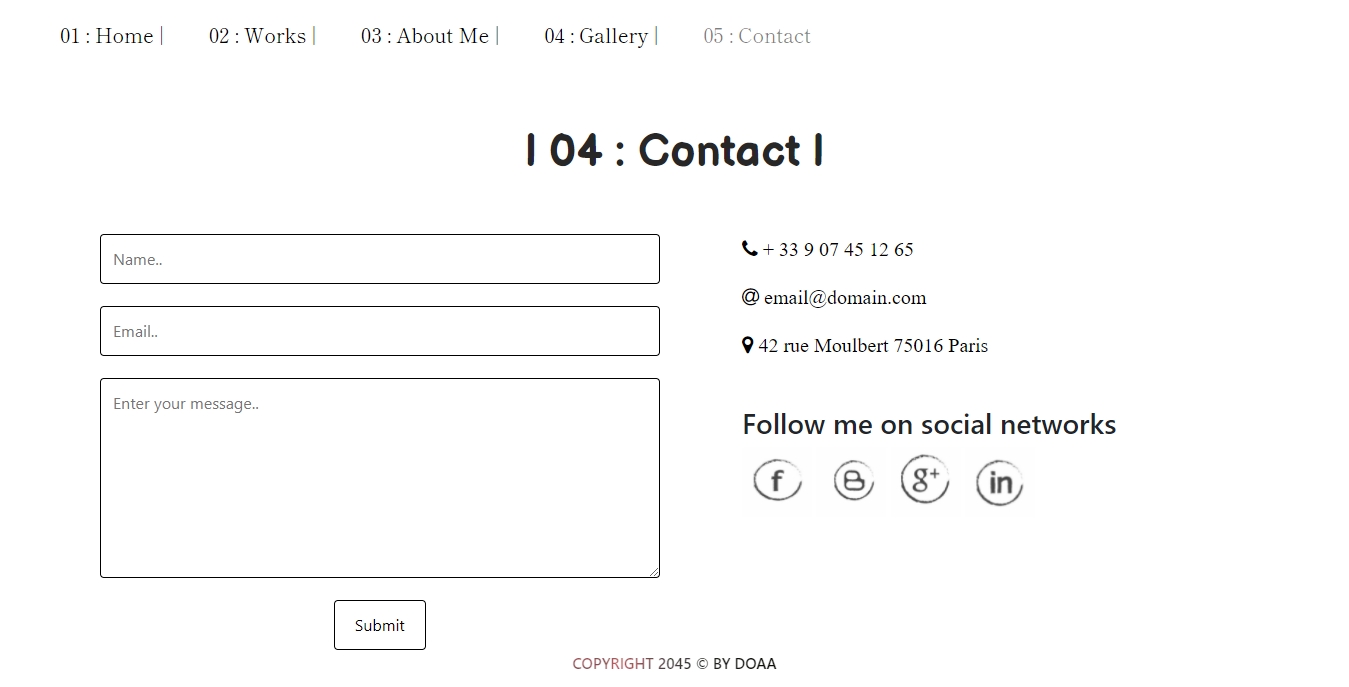 01 : Home | 02 : Works | 03 : About Me | 04 : Gallery | 05 : Contact
| 04 : Contact |
Name..
Email..
Enter your message..
Submit
+ 33 9 07 45 12 65
@ email@domain.com
42 rue Moulbert 75016 Paris
Follow me on social networks
f B g+ in
COPYRIGHT 2045 © BY DOAA